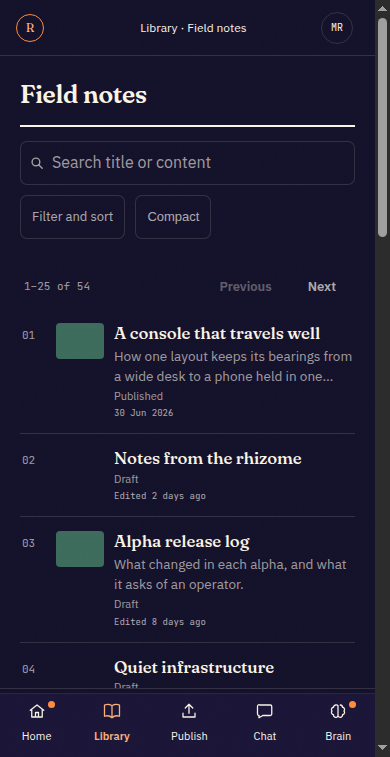 R
Library · Field notes
MR
Field notes
Search title or content
Filter and sort
Compact
1–25 of 54
Previous
Next
01
A console that travels well
How one layout keeps its bearings from
a wide desk to a phone held in one…
Published
30 Jun 2026
02
Notes from the rhizome
Draft
Edited 2 days ago
03
Alpha release log
What changed in each alpha, and what
it asks of an operator.
Draft
Edited 8 days ago
04
Quiet infrastructure
Draft
Home
Library
Publish
Chat
Brain